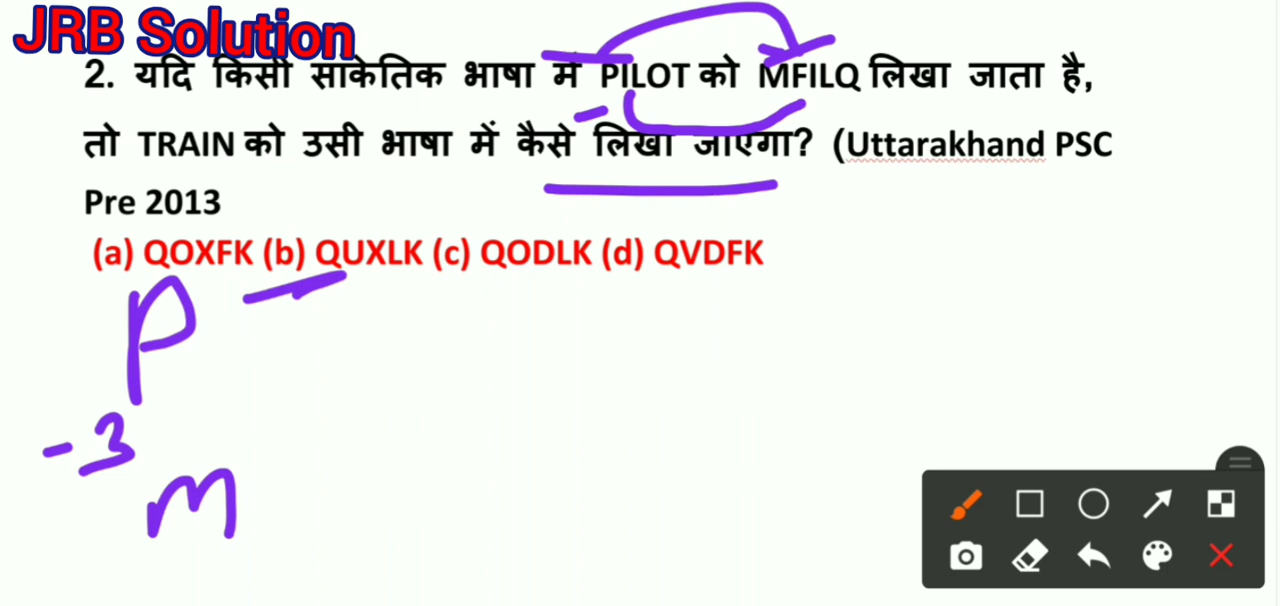 JRB Solution
2. यदि किसी सांकेतिक भाषा में PILOT को MFILQ लिखा जाता है,
तो TRAIN को उसी भाषा में कैसे लिखा जाएगा? (Uttarakhand PSC
Pre 2013
(a) QOXFK (b) QUXLK (c) QODLK (d) QVDFK
P
-3
M